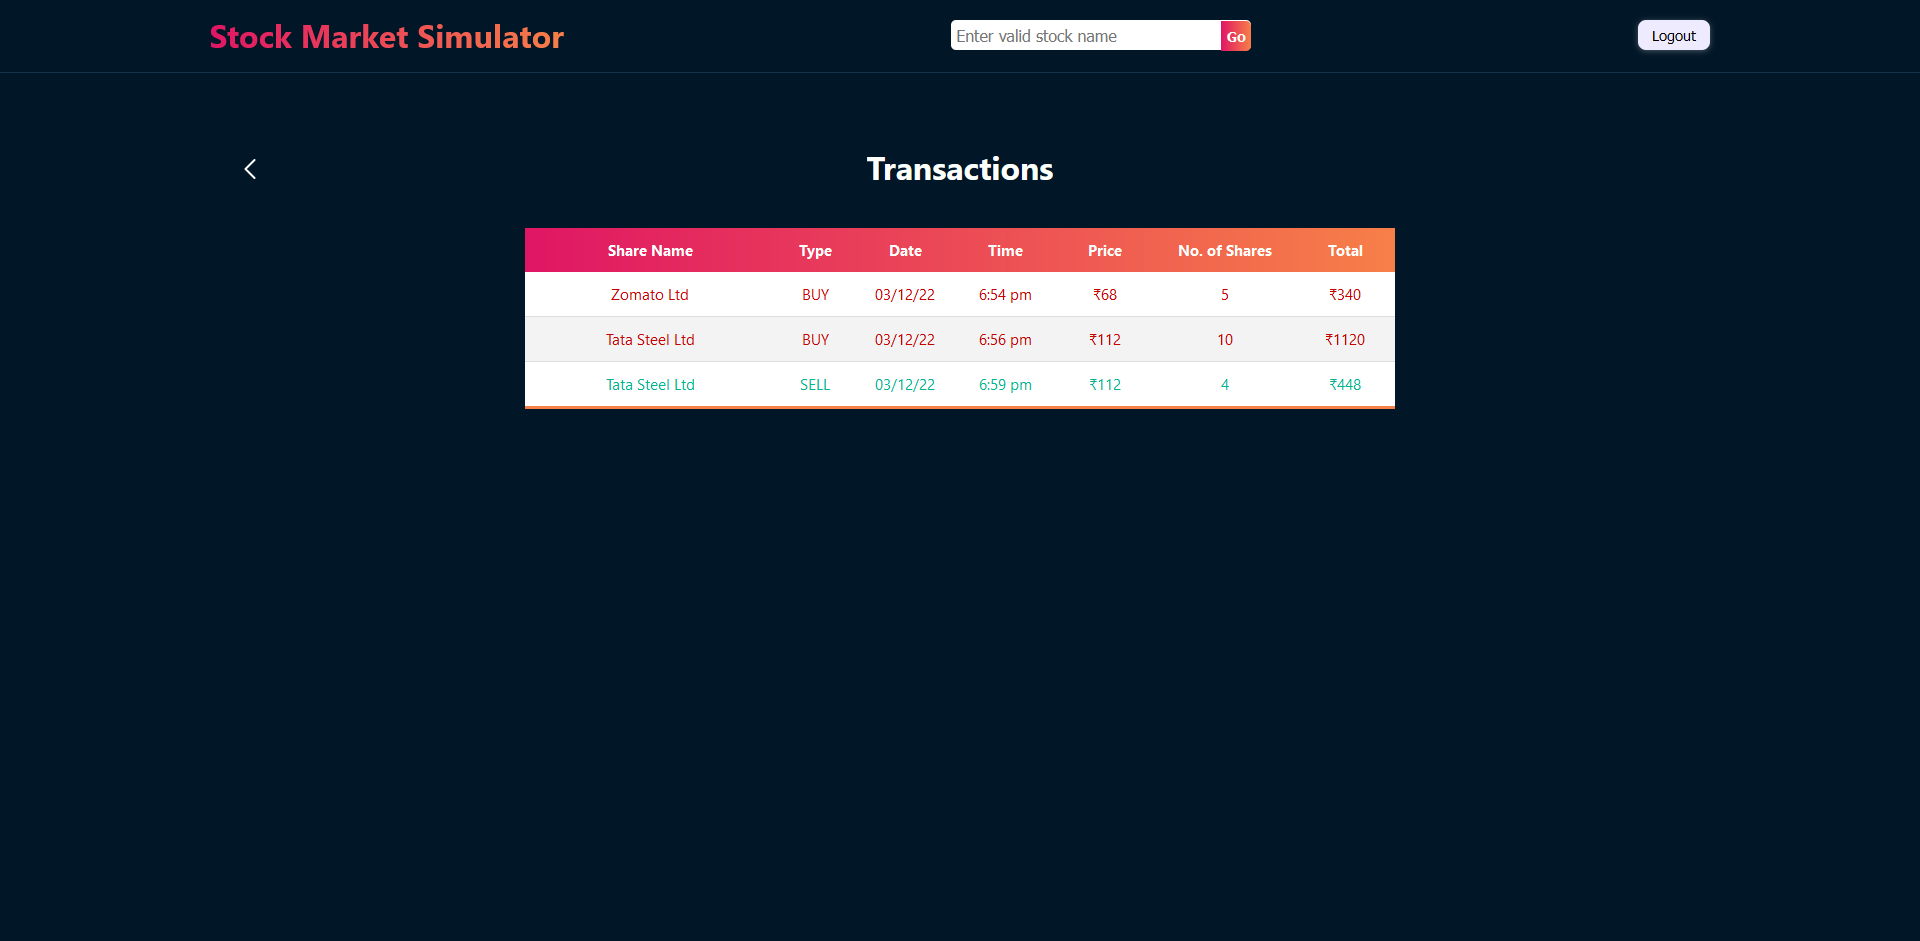 Stock Market Simulator
Enter valid stock name Go
Logout
Transactions
Share Name Type Date Time Price No. of Shares Total
Zomato Ltd BUY 03/12/22 6:54 pm ₹68 5 ₹340
Tata Steel Ltd BUY 03/12/22 6:56 pm ₹112 10 ₹1120
Tata Steel Ltd SELL 03/12/22 6:59 pm ₹112 4 ₹448